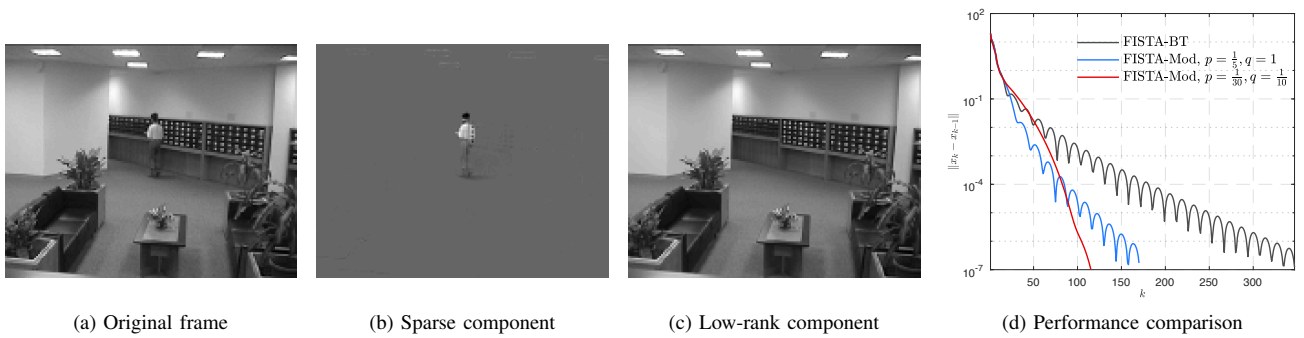 10^2
10^-1
10^-4
10^-7
||x_k − x_{k−1}||
FISTA-BT
FISTA-Mod, p = 1/5, q = 1
FISTA-Mod, p = 1/30, q = 1/10
50 100 150 200 250 300
k
(a) Original frame
(b) Sparse component
(c) Low-rank component
(d) Performance comparison